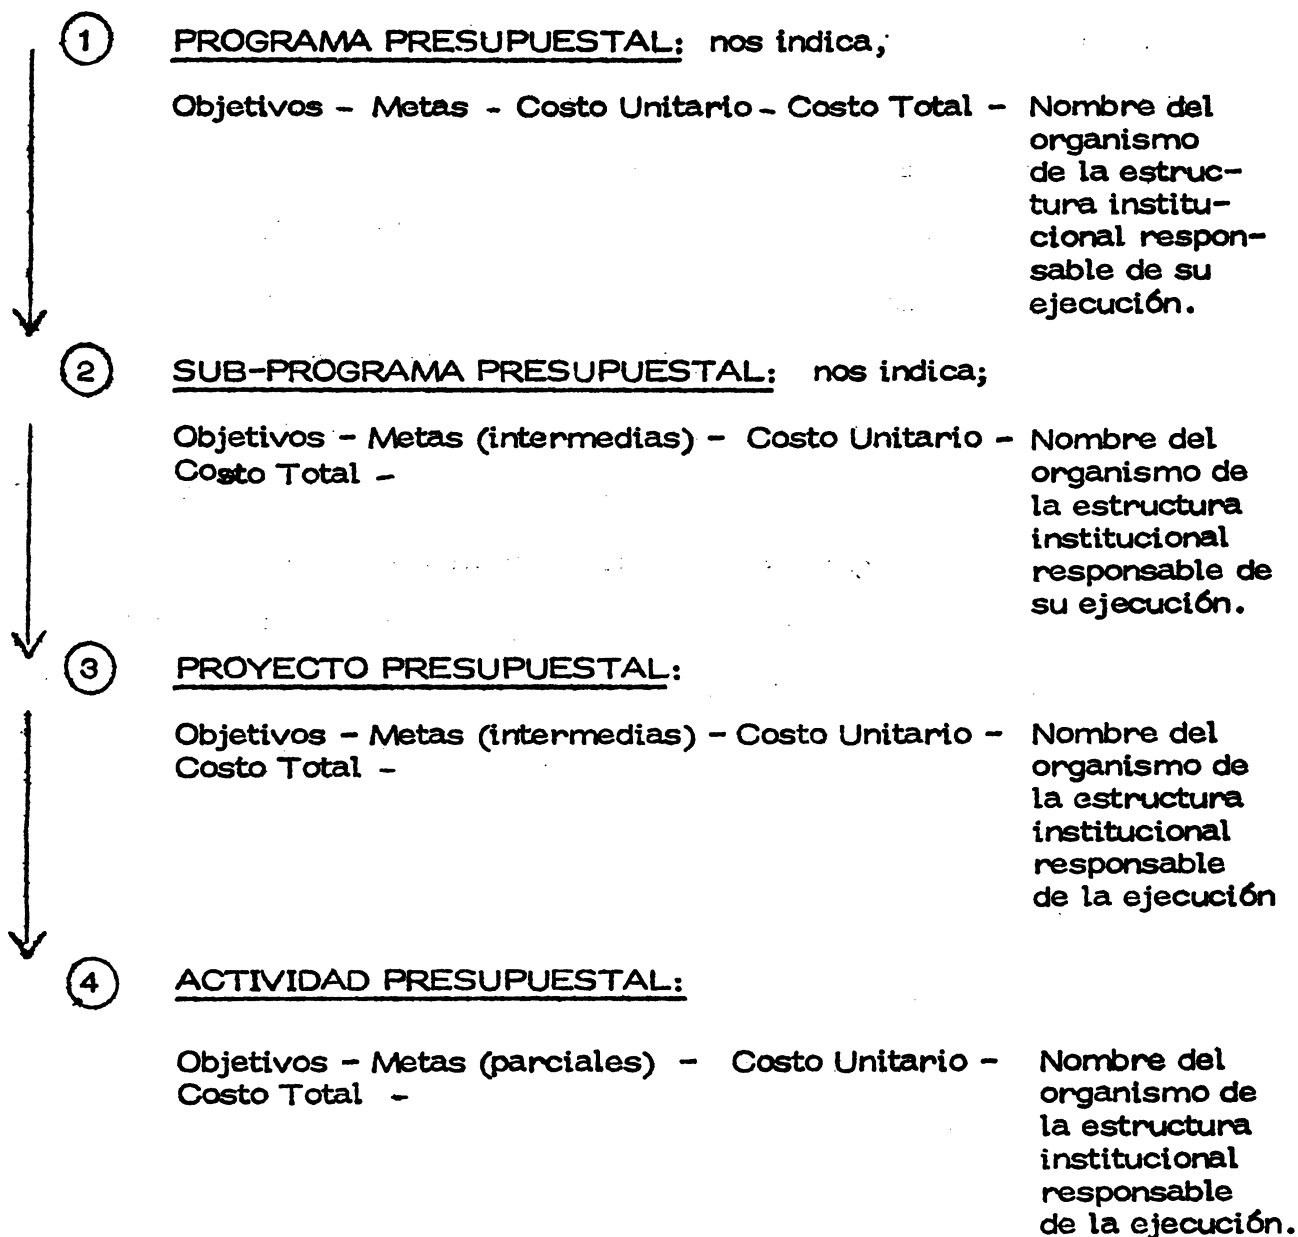 1 PROGRAMA PRESUPUESTAL: nos indica,
Objetivos - Metas - Costo Unitario - Costo Total - Nombre del
organismo
de la estruc-
tura institu-
cional respon-
sable de su
ejecución.
2 SUB-PROGRAMA PRESUPUESTAL: nos indica;
Objetivos - Metas (intermedias) - Costo Unitario - Nombre del
Costo Total - organismo de
la estructura
institucional
responsable de
su ejecución.
3 PROYECTO PRESUPUESTAL:
Objetivos - Metas (intermedias) - Costo Unitario - Nombre del
Costo Total - organismo de
la estructura
institucional
responsable
de la ejecución
4 ACTIVIDAD PRESUPUESTAL:
Objetivos - Metas (parciales) - Costo Unitario - Nombre del
Costo Total - organismo de
la estructura
institucional
responsable
de la ejecución.